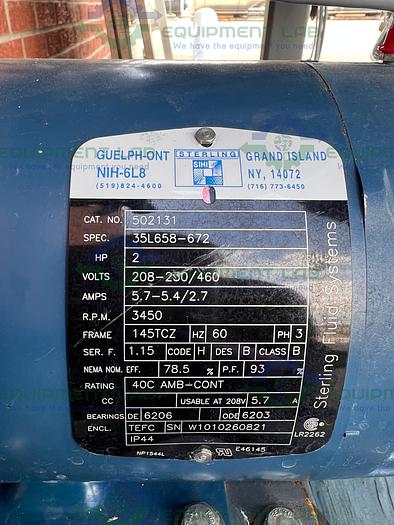 EQUIPMENT LAB
We have the equipment you need
GUELPH-ONT
N1H-6L8
(519)824-4600
STERLING
SIHI
GRAND ISLAND
NY, 14072
(716) 773-6450
CAT. NO. 502131
SPEC. 35L658-672
HP 2
VOLTS 208-230/460
AMPS 5.7-5.4/2.7
R.P.M. 3450
FRAME 145TCZ HZ 60 PH 3
SER. F. 1.15 CODE H DES B CLASS B
NEMA NOM. EFF. 78.5 % P.F. 93 %
RATING 40C AMB-CONT
CC USABLE AT 208V 5.7 A
BEARINGS DE 6206 ODE 6203
ENCL. TEFC SN W1010260821
IP44
LR2262
NP1544L E46145
Sterling Fluid Systems